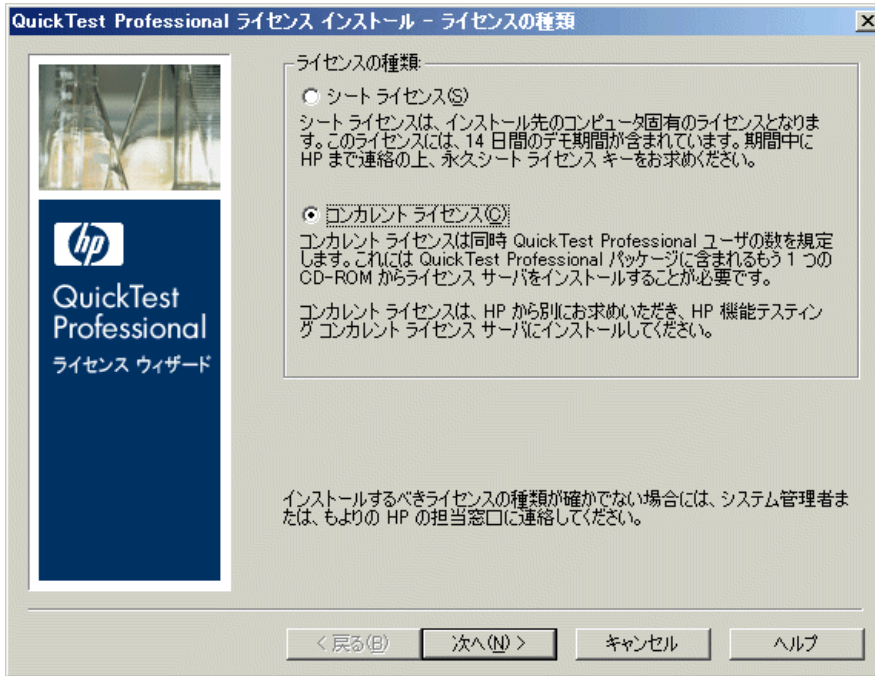 QuickTest Professional ライセンス インストール - ライセンスの種類
ライセンスの種類:
シート ライセンス(S)
シート ライセンスは、インストール先のコンピュータ固有のライセンスとなりま
す。このライセンスには、14 日間のデモ期間が含まれています。期間中に
HP まで連絡の上、永久シート ライセンス キーをお求めください。
コンカレント ライセンス(C)
コンカレント ライセンスは同時 QuickTest Professional ユーザの数を規定
します。これには QuickTest Professional パッケージに含まれるもう 1 つの
CD-ROM からライセンス サーバをインストールすることが必要です。
コンカレント ライセンスは、HP から別にお求めいただき、HP 機能テスティン
グ コンカレント ライセンス サーバにインストールしてください。
hp
QuickTest
Professional
ライセンス ウィザード
インストールするべきライセンスの種類が確かでない場合には、システム管理者ま
たは、もよりの HP の担当窓口に連絡してください。
< 戻る(B)
次へ(N) >
キャンセル
ヘルプ